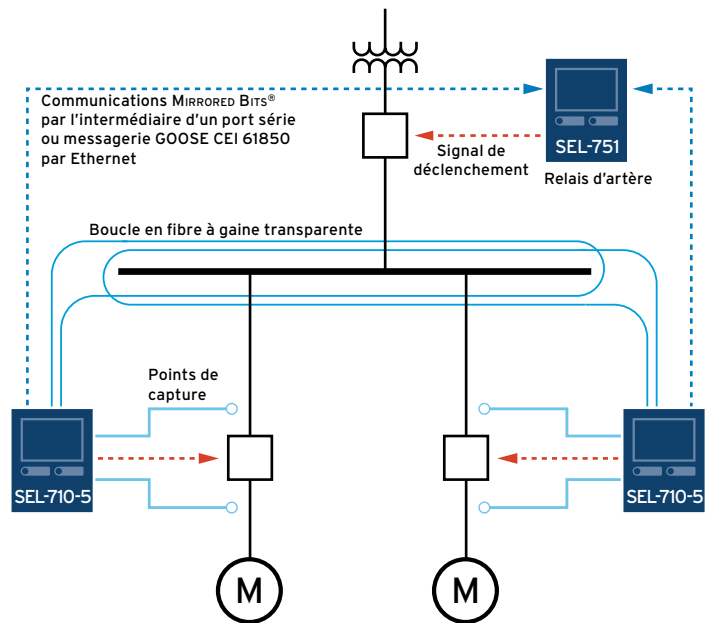 Communications MIRRORED BITS®
par l'intermédiaire d'un port série
ou messagerie GOOSE CEI 61850
par Ethernet
SEL-751
Signal de
déclenchement
Relais d'artère
Boucle en fibre à gaine transparente
Points de
capture
SEL-710-5
SEL-710-5
M
M